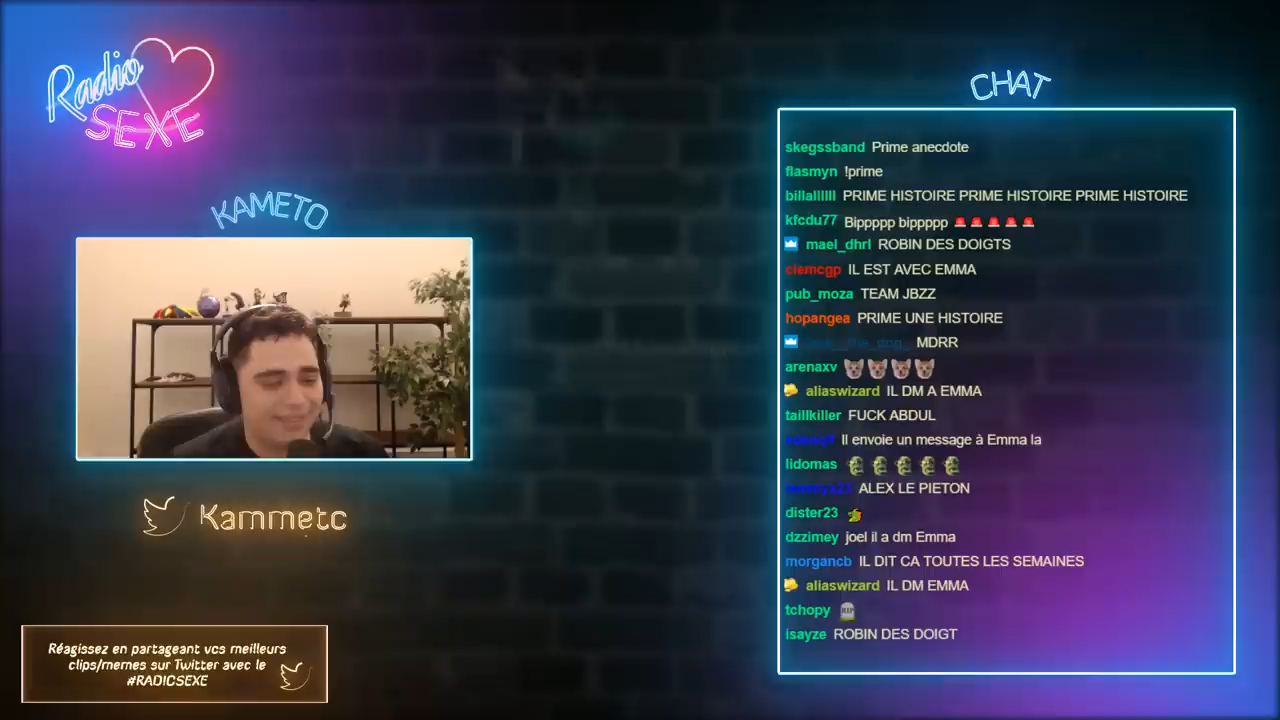 Radio
SEXE
KAMETO
Kammetc
Réagissez en partageant vcs meilleurs
clips/memes sur Twitter avec le
#RADICSEXE
CHAT
skegssband Prime anecdote
flasmyn !prime
billallllll PRIME HISTOIRE PRIME HISTOIRE PRIME HISTOIRE
kfcdu77 Bippppp bippppp
mael_dhrl ROBIN DES DOIGTS
clemcgp IL EST AVEC EMMA
pub_moza TEAM JBZZ
hopangea PRIME UNE HISTOIRE
MDRR
arenaxv
aliaswizard IL DM A EMMA
taillkiller FUCK ABDUL
Il envoie un message à Emma la
lidomas
ALEX LE PIETON
dister23
dzzimey joel il a dm Emma
morgancb IL DIT CA TOUTES LES SEMAINES
aliaswizard IL DM EMMA
tchopy
isayze ROBIN DES DOIGT